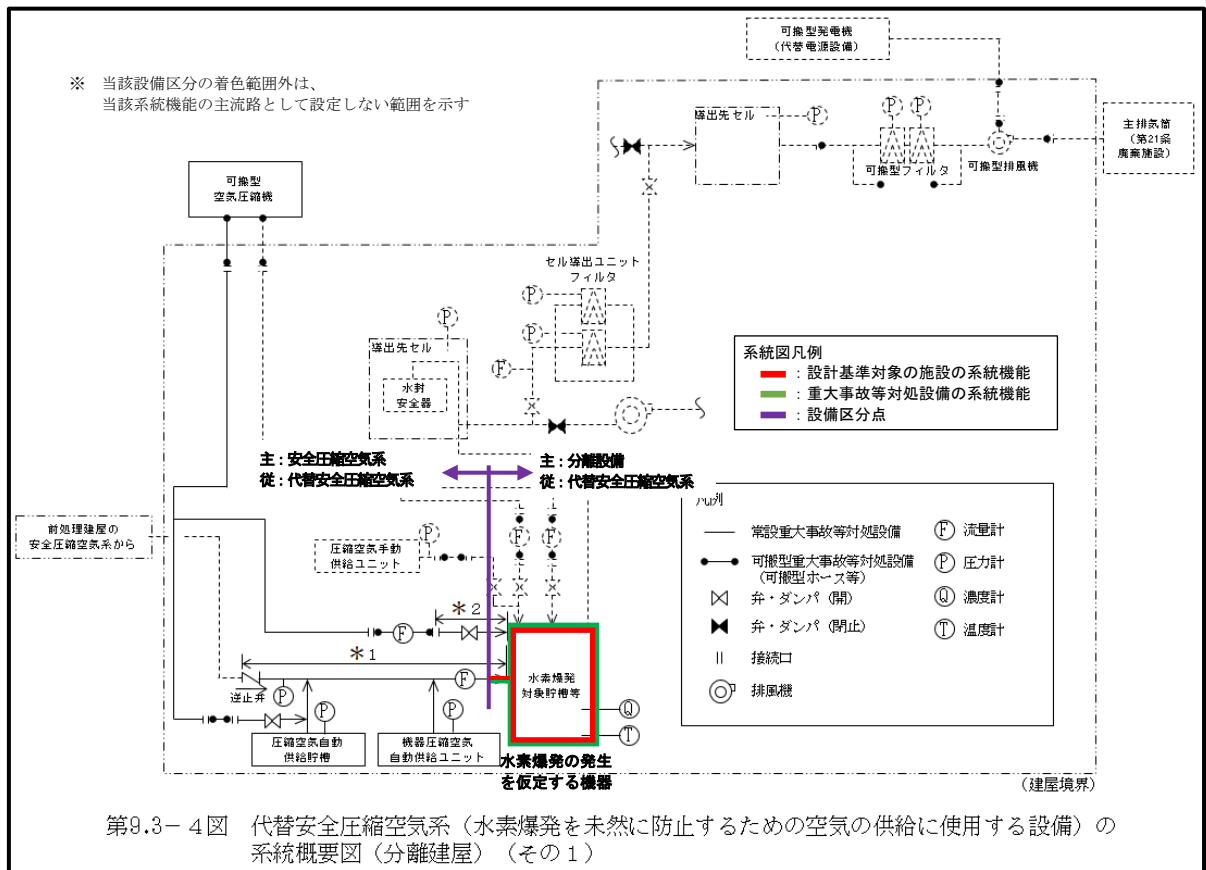 可搬型発電機
（代替電源設備）
※ 当該設備区分の着色範囲外は、
当該系統機能の主流路として設定しない範囲を示す
導出先セル
P
P
P
主排気筒
（第21条
廃棄施設）
可搬型フィルタ
可搬型排風機
可搬型
空気圧縮機
セル導出ユニット
フィルタ
P
P
P
F
導出先セル
水封
安全器
系統図凡例
：設計基準対象の施設の系統機能
：重大事故等対処設備の系統機能
：設備区分点
主：安全圧縮空気系
従：代替安全圧縮空気系
主：分離設備
従：代替安全圧縮空気系
凡例
常設重大事故等対処設備
可搬型重大事故等対処設備
（可搬型ホース等）
弁・ダンパ（開）
弁・ダンパ（閉止）
接続口
排風機
F 流量計
P 圧力計
Q 濃度計
T 温度計
前処理建屋の
安全圧縮空気系から
P
圧縮空気手動
供給ユニット
F
F
＊2
F
＊1
F
逆止弁
P
P
P
水素爆発
対象貯槽等
Q
T
圧縮空気自動
供給貯槽
機器圧縮空気
自動供給ユニット
水素爆発の発生
を仮定する機器
（建屋境界）
第9.3－4図 代替安全圧縮空気系（水素爆発を未然に防止するための空気の供給に使用する設備）の
系統概要図（分離建屋）（その1）